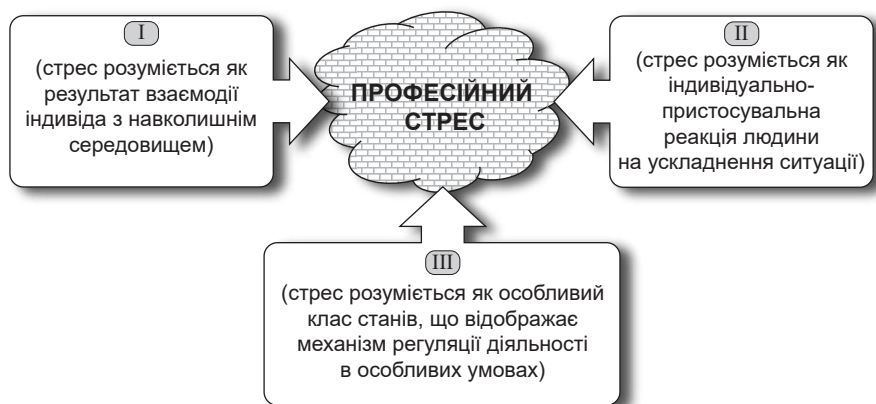 I
(стрес розуміється як
результат взаємодії
індивіда з навколишнім
середовищем)
ПРОФЕСІЙНИЙ
СТРЕС
II
(стрес розуміється як
індивідуально-
пристосувальна
реакція людини
на ускладнення ситуації)
III
(стрес розуміється як особливий
клас станів, що відображає
механізм регуляції діяльності
в особливих умовах)